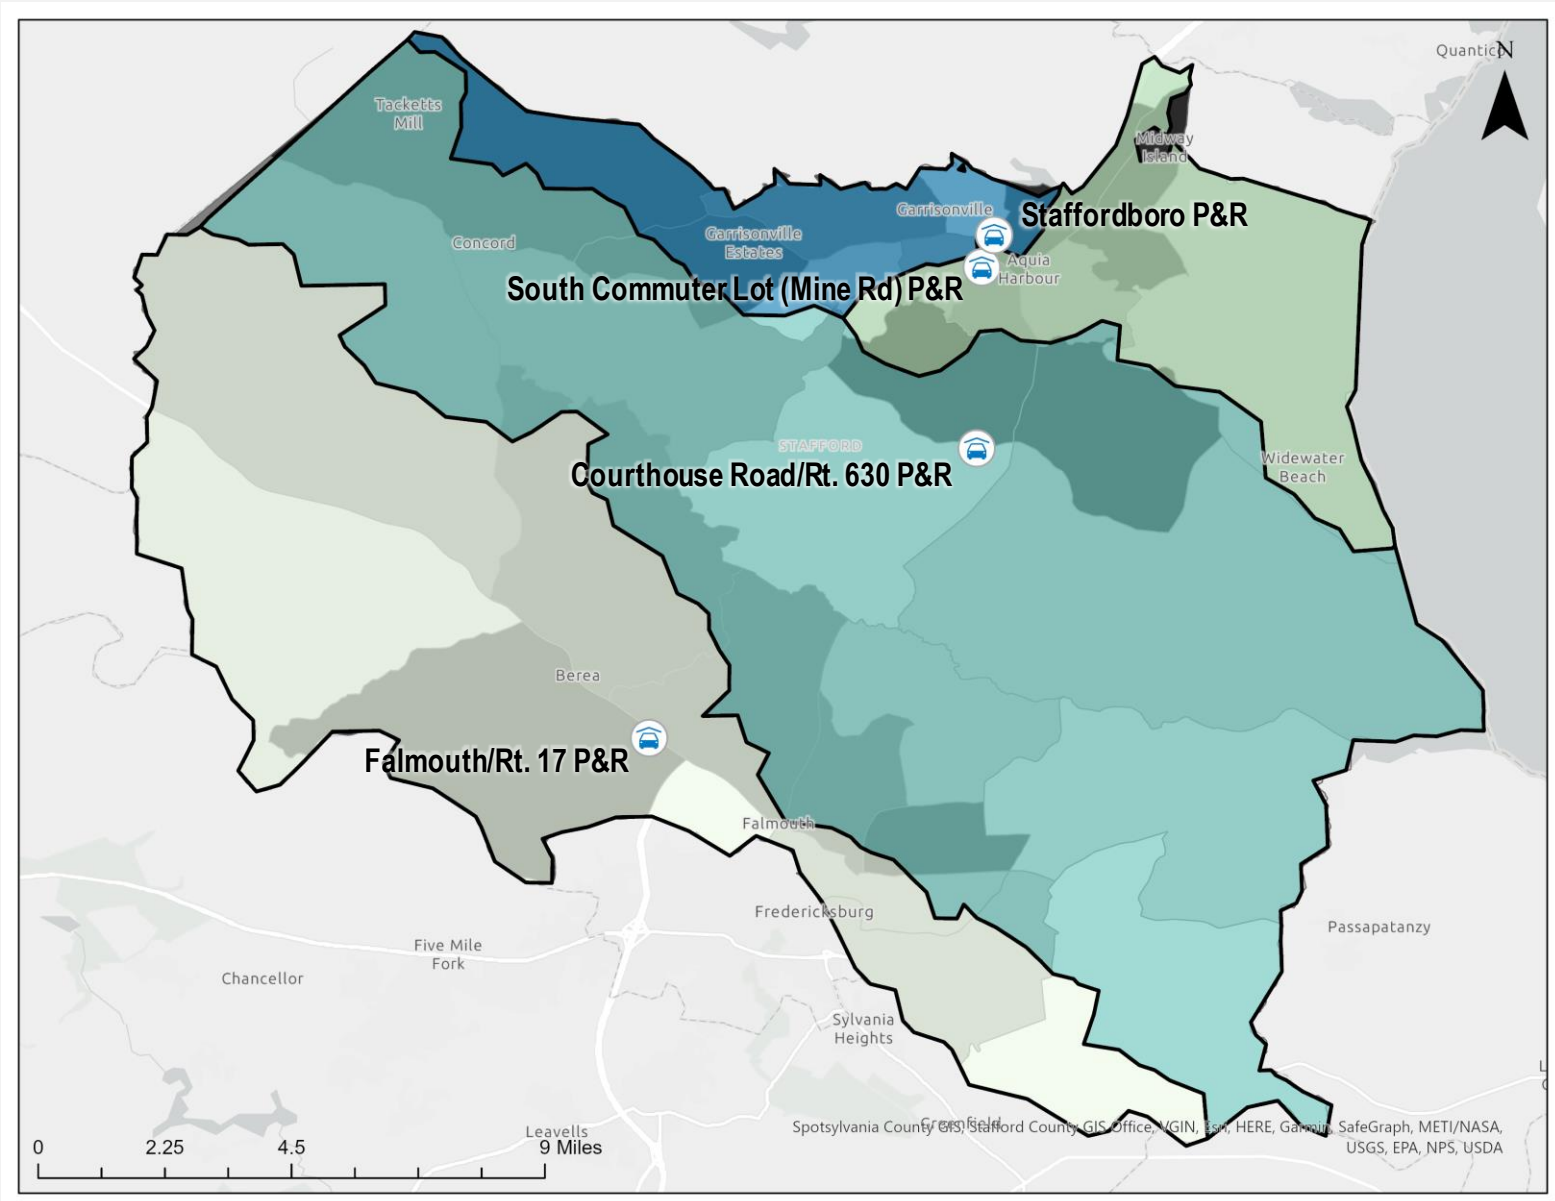 Quantico
N
Tacketts
Mill
Midway
Island
Garrisonville
Staffordboro P&R
Concord
Garrisonville
Estates
Aquia
Harbour
South Commuter Lot (Mine Rd) P&R
STAFFORD
Widewater
Beach
Courthouse Road/Rt. 630 P&R
Berea
Falmouth/Rt. 17 P&R
Falmouth
Fredericksburg
Passapatanzy
Five Mile
Fork
Chancellor
Sylvania
Heights
Greenfield
Leavells
0 2.25 4.5 9 Miles
Spotsylvania County GIS, Stafford County GIS Office, VGIN, Esri, HERE, Garmin, SafeGraph, METI/NASA,
USGS, EPA, NPS, USDA